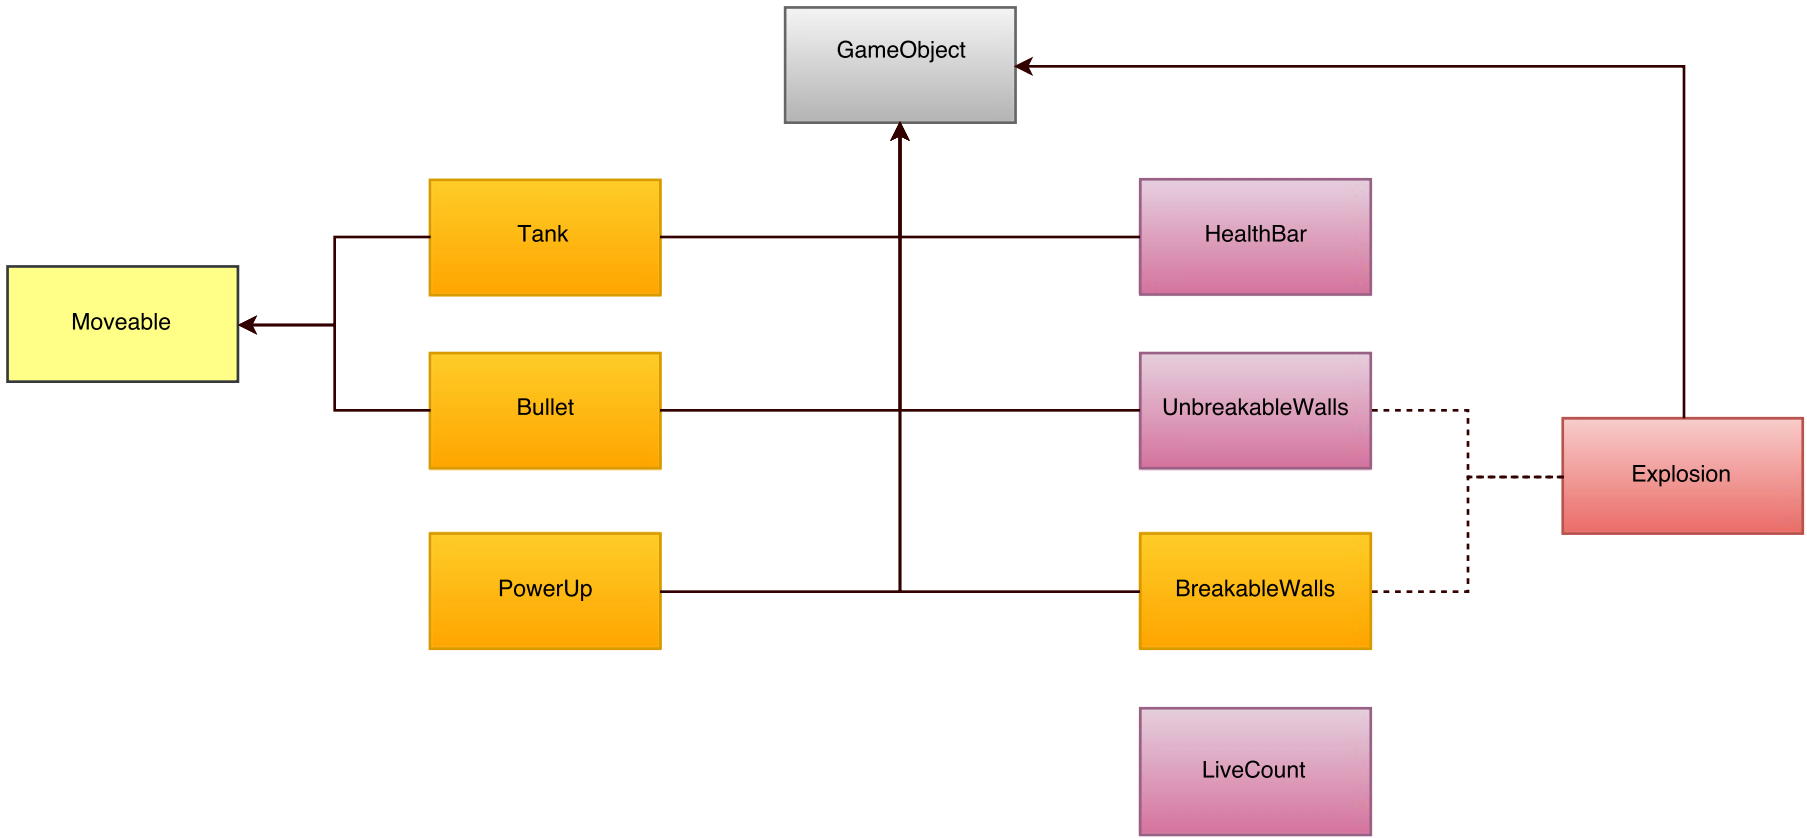 GameObject
Tank
HealthBar
Moveable
Bullet
UnbreakableWalls
Explosion
PowerUp
BreakableWalls
LiveCount